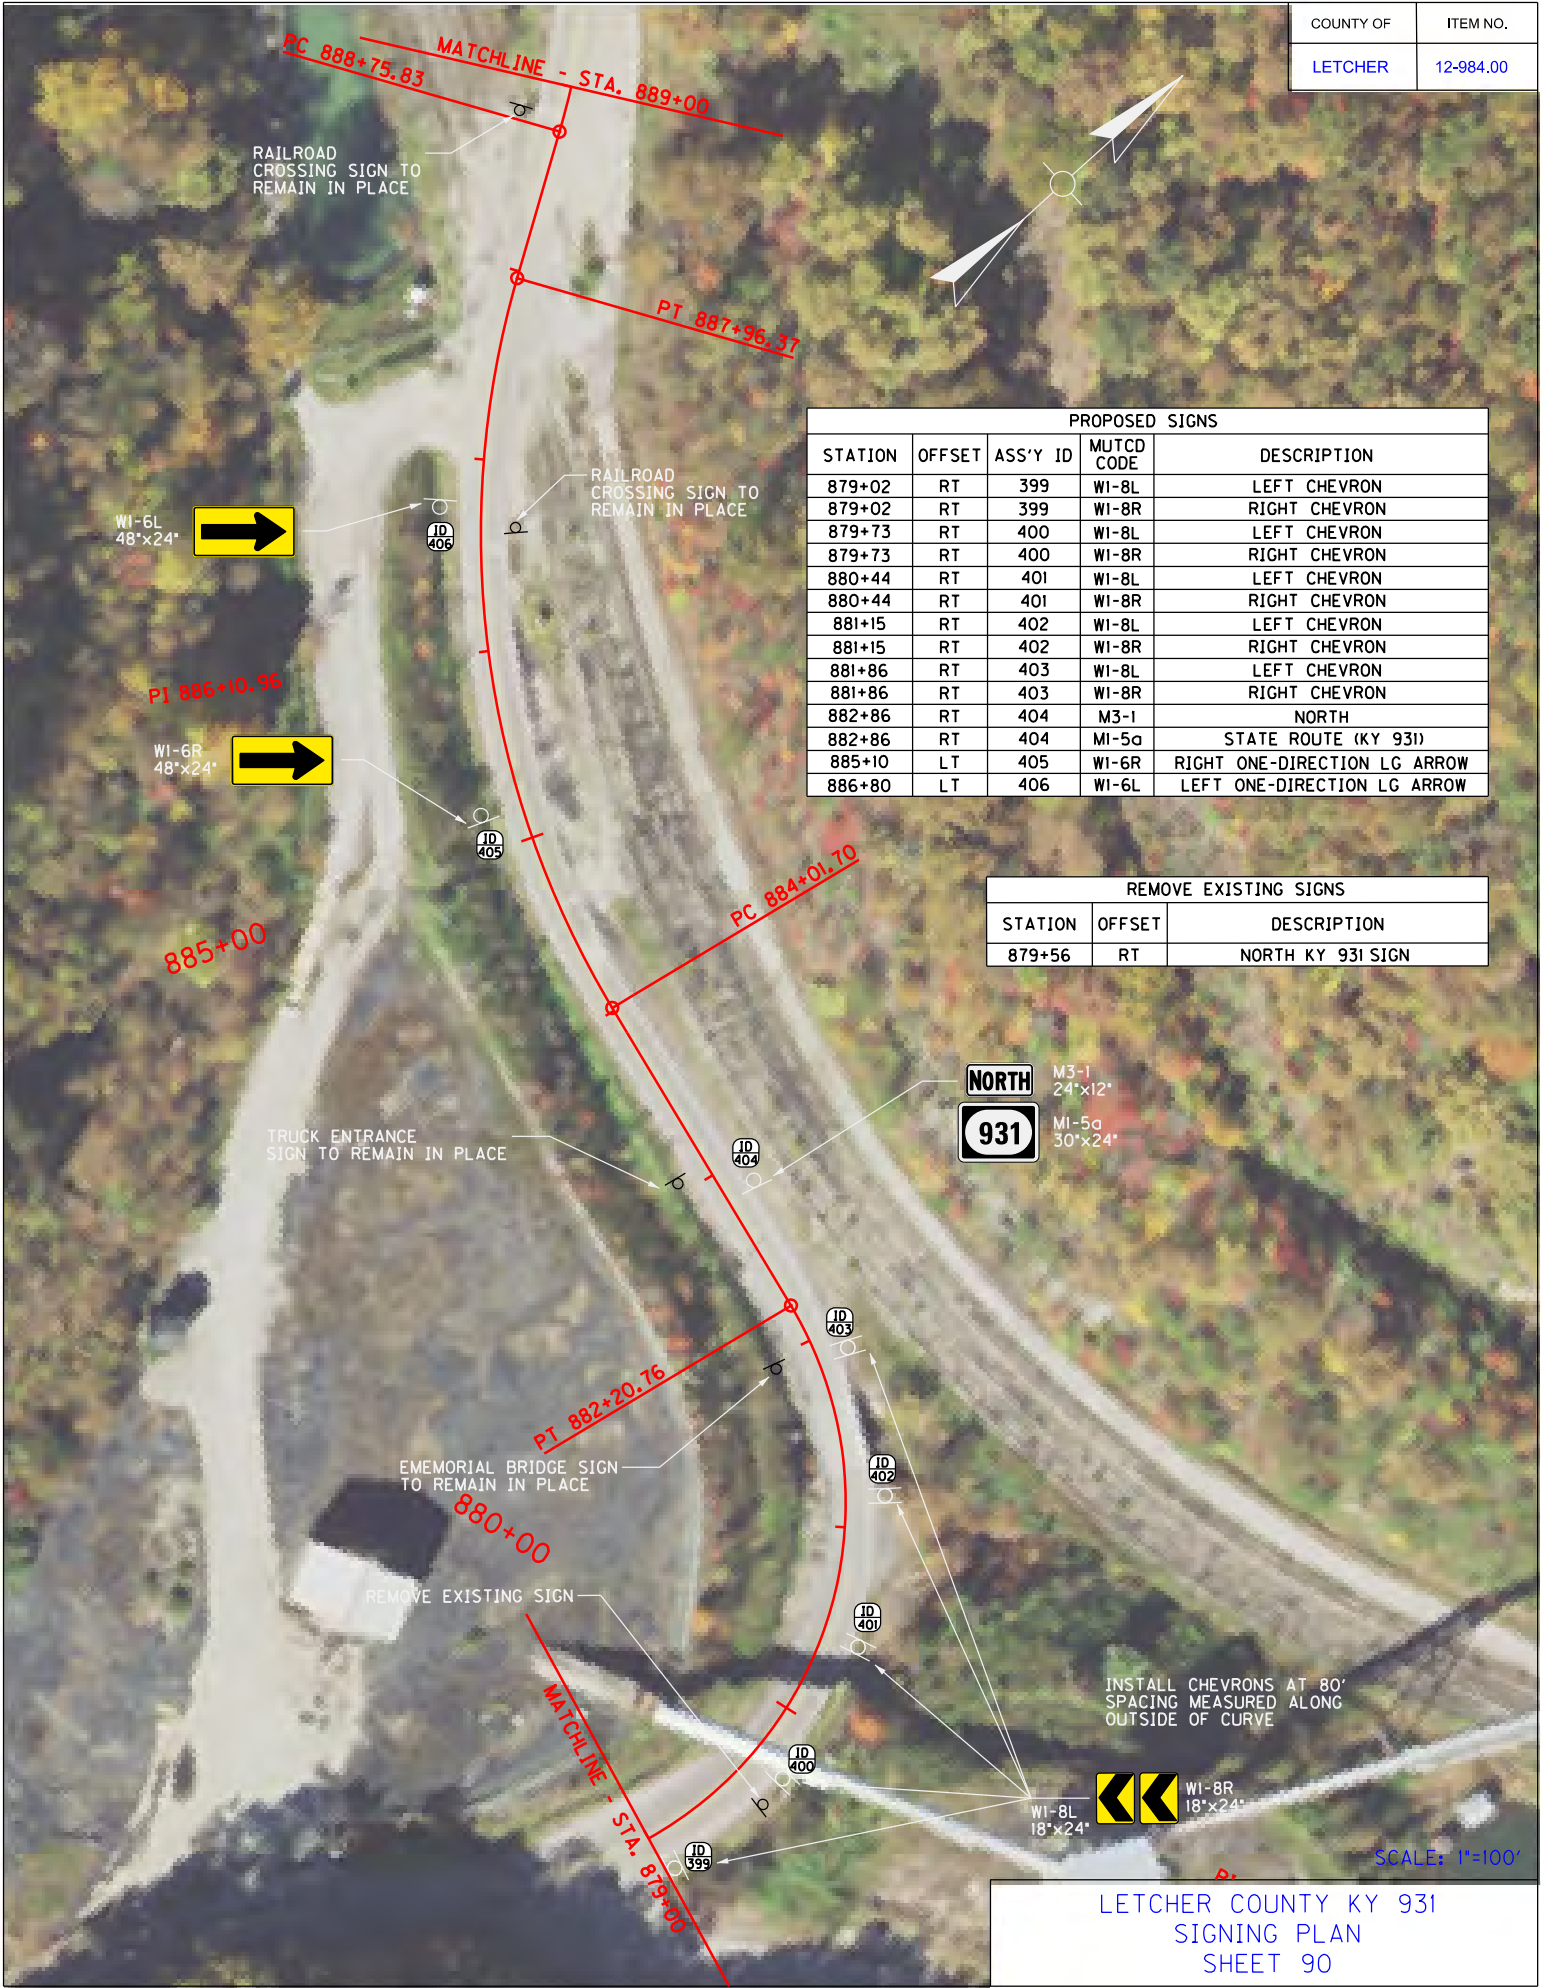 COUNTY OF ITEM NO.
LETCHER 12-984.00
PC 888+75.83
MATCHLINE - STA. 889+00
RAILROAD
CROSSING SIGN TO
REMAIN IN PLACE
PT 887+96.37
PROPOSED SIGNS
STATION OFFSET ASS'Y ID MUTCD CODE DESCRIPTION
879+02 RT 399 W1-8L LEFT CHEVRON
879+02 RT 399 W1-8R RIGHT CHEVRON
879+73 RT 400 W1-8L LEFT CHEVRON
879+73 RT 400 W1-8R RIGHT CHEVRON
880+44 RT 401 W1-8L LEFT CHEVRON
880+44 RT 401 W1-8R RIGHT CHEVRON
881+15 RT 402 W1-8L LEFT CHEVRON
881+15 RT 402 W1-8R RIGHT CHEVRON
881+86 RT 403 W1-8L LEFT CHEVRON
881+86 RT 403 W1-8R RIGHT CHEVRON
882+86 RT 404 M3-1 NORTH
882+86 RT 404 M1-5a STATE ROUTE (KY 931)
885+10 LT 405 W1-6R RIGHT ONE-DIRECTION LG ARROW
886+80 LT 406 W1-6L LEFT ONE-DIRECTION LG ARROW
RAILROAD
CROSSING SIGN TO
REMAIN IN PLACE
W1-6L
48"x24"
ID
406
PI 886+10.96
W1-6R
48"x24"
ID
405
PC 884+01.70
REMOVE EXISTING SIGNS
STATION OFFSET DESCRIPTION
879+56 RT NORTH KY 931 SIGN
885+00
NORTH
M3-1
24"x12"
931
M1-5a
30"x24"
TRUCK ENTRANCE
SIGN TO REMAIN IN PLACE
ID
404
ID
403
PT 882+20.76
EMEMORIAL BRIDGE SIGN
TO REMAIN IN PLACE
ID
402
880+00
REMOVE EXISTING SIGN
ID
401
INSTALL CHEVRONS AT 80'
SPACING MEASURED ALONG
OUTSIDE OF CURVE
MATCHLINE - STA. 879+00
ID
400
W1-8R
18"x24"
W1-8L
18"x24"
ID
399
SCALE: 1"=100'
LETCHER COUNTY KY 931
SIGNING PLAN
SHEET 90